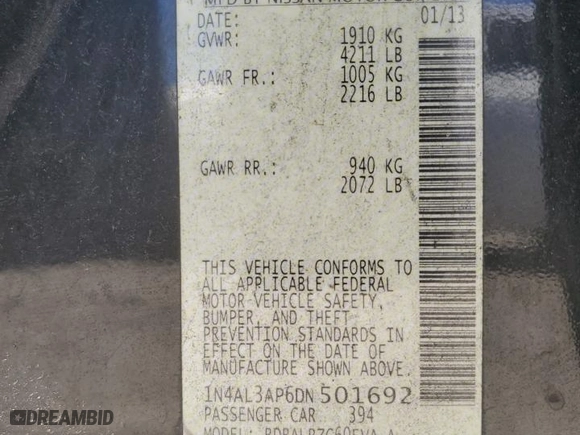 MFD BY NISSAN MOTOR
DATE: 01/13
GVWR: 1910 KG
4211 LB
GAWR FR.: 1005 KG
2216 LB
GAWR RR.: 940 KG
2072 LB
THIS VEHICLE CONFORMS TO
ALL APPLICABLE FEDERAL
MOTOR VEHICLE SAFETY,
BUMPER, AND THEFT
PREVENTION STANDARDS IN
EFFECT ON THE DATE OF
MANUFACTURE SHOWN ABOVE.
1N4AL3AP6DN501692
PASSENGER CAR 394
MODEL:
DREAMBID